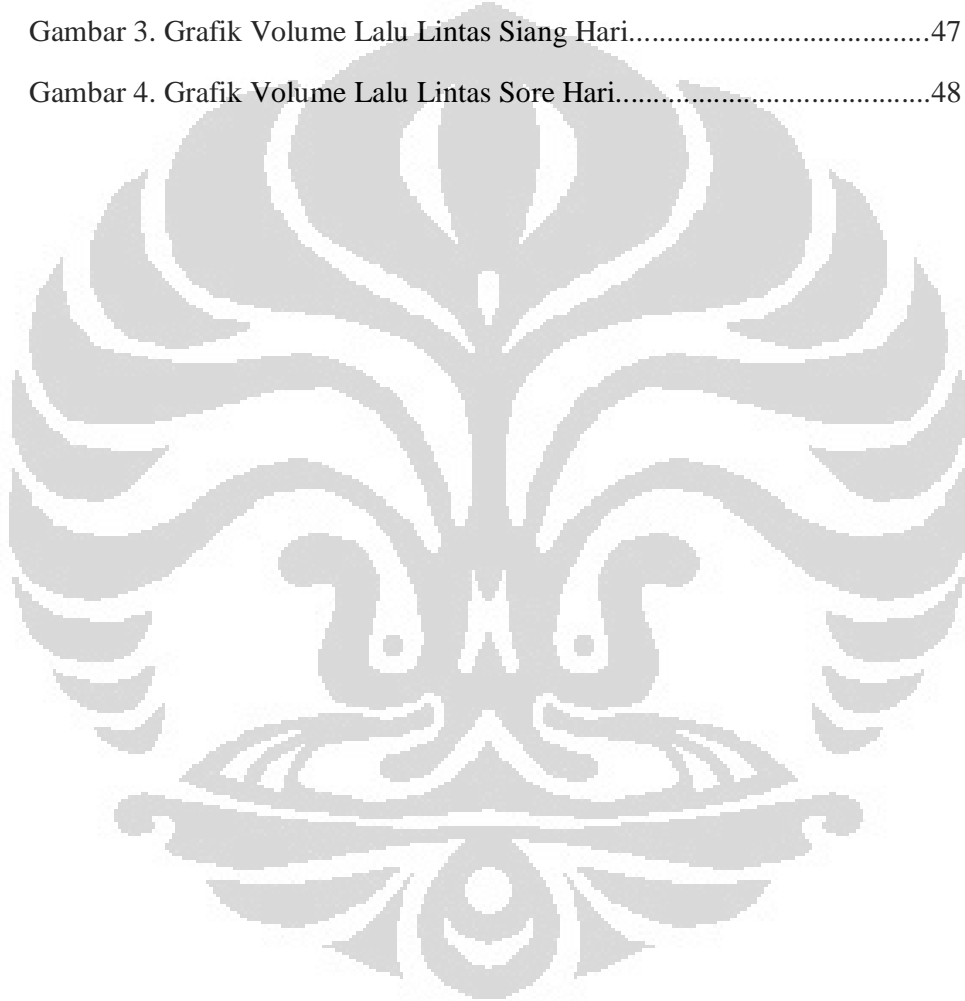 Gambar 3. Grafik Volume Lalu Lintas Siang Hari.....................................47
Gambar 4. Grafik Volume Lalu Lintas Sore Hari.......................................48